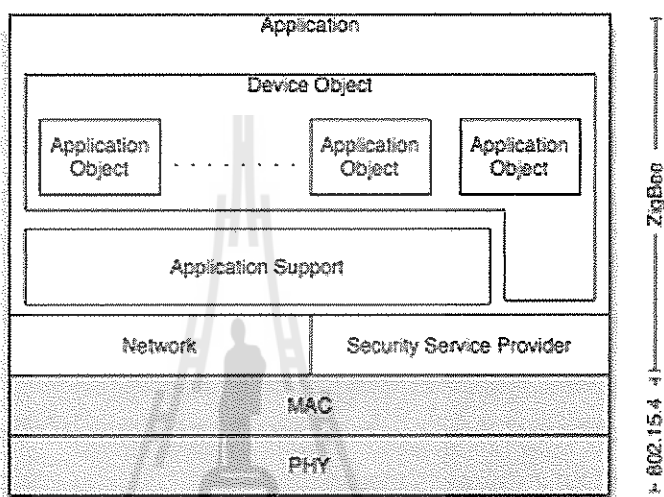 Application
Device Object
Application
Object
Application
Object
Application
Object
Application Support
Network
Security Service Provider
MAC
PHY
ZigBee
802.15.4